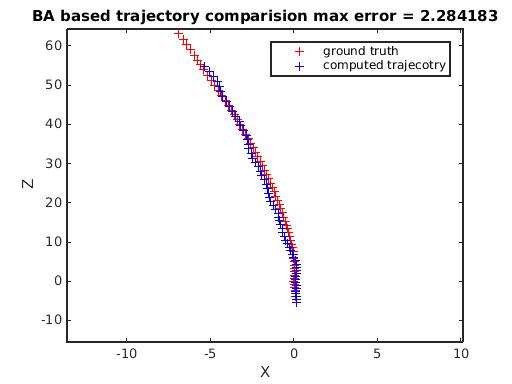 BA based trajectory comparision max error = 2.284183
ground truth
computed trajecotry
60
50
40
30
20
10
0
-10
Z
-10 -5 0 5 10
X